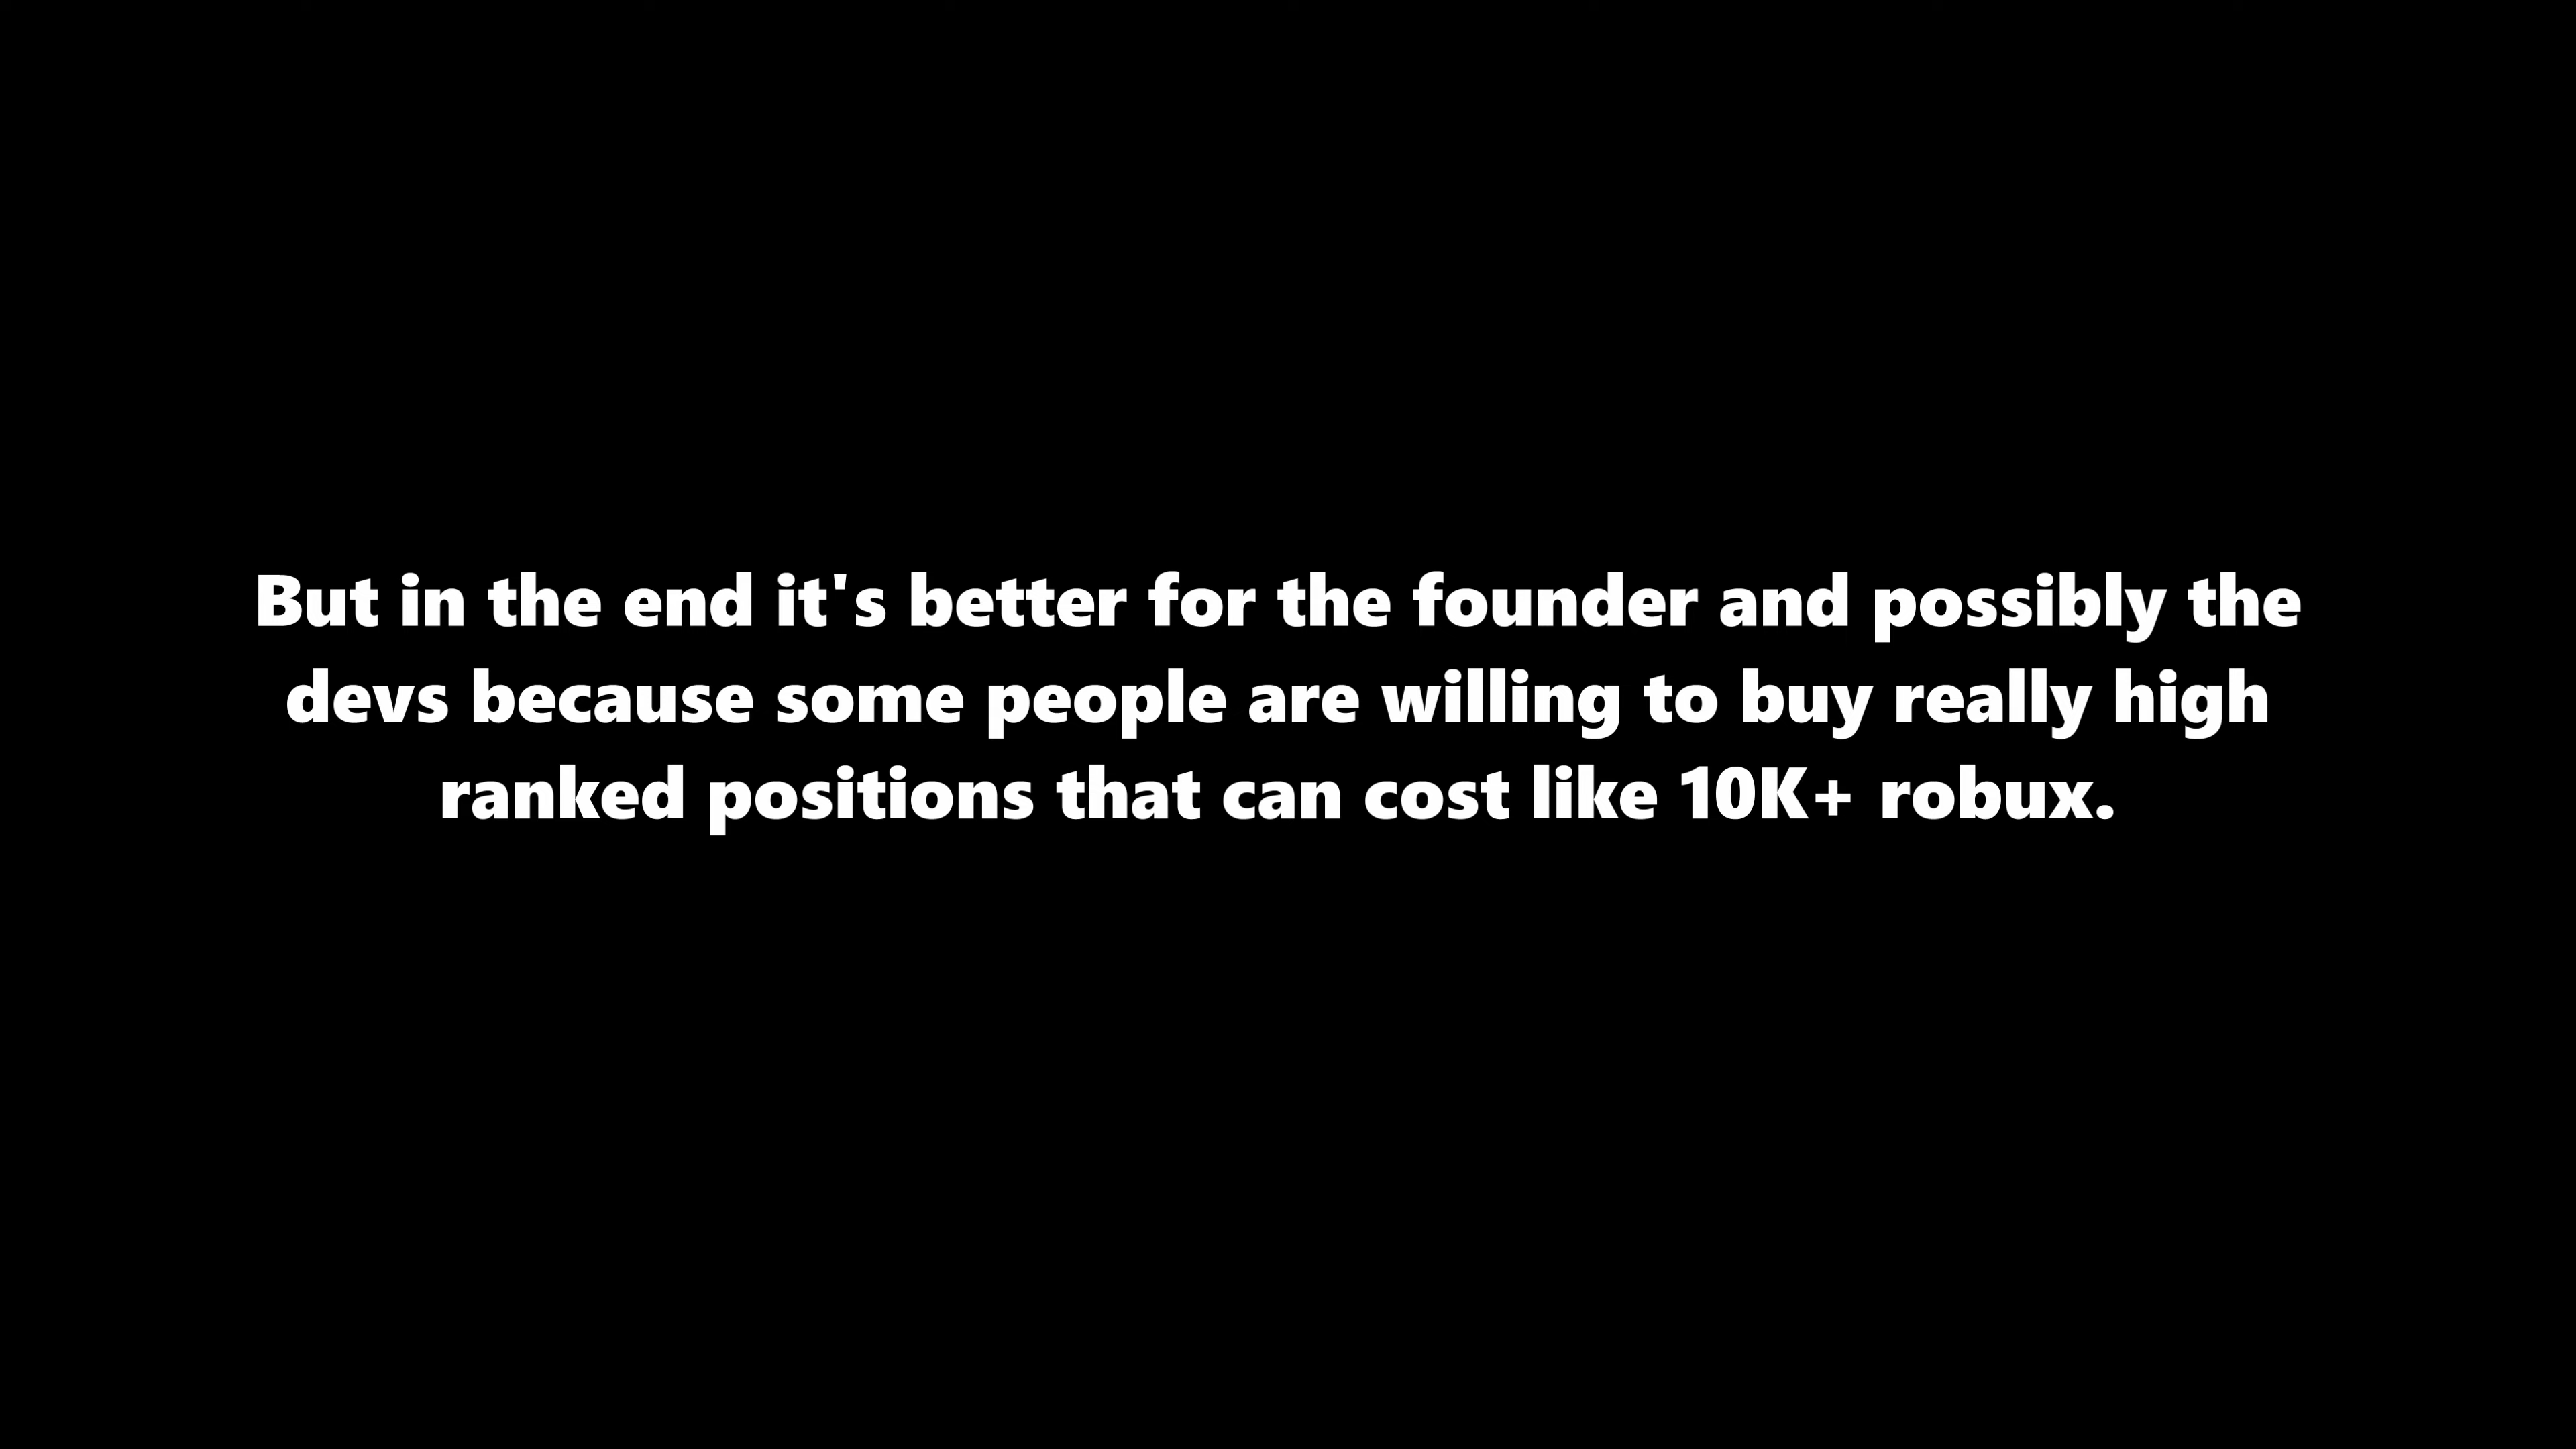 But in the end it's better for the founder and possibly the
devs because some people are willing to buy really high
ranked positions that can cost like 10K+ robux.